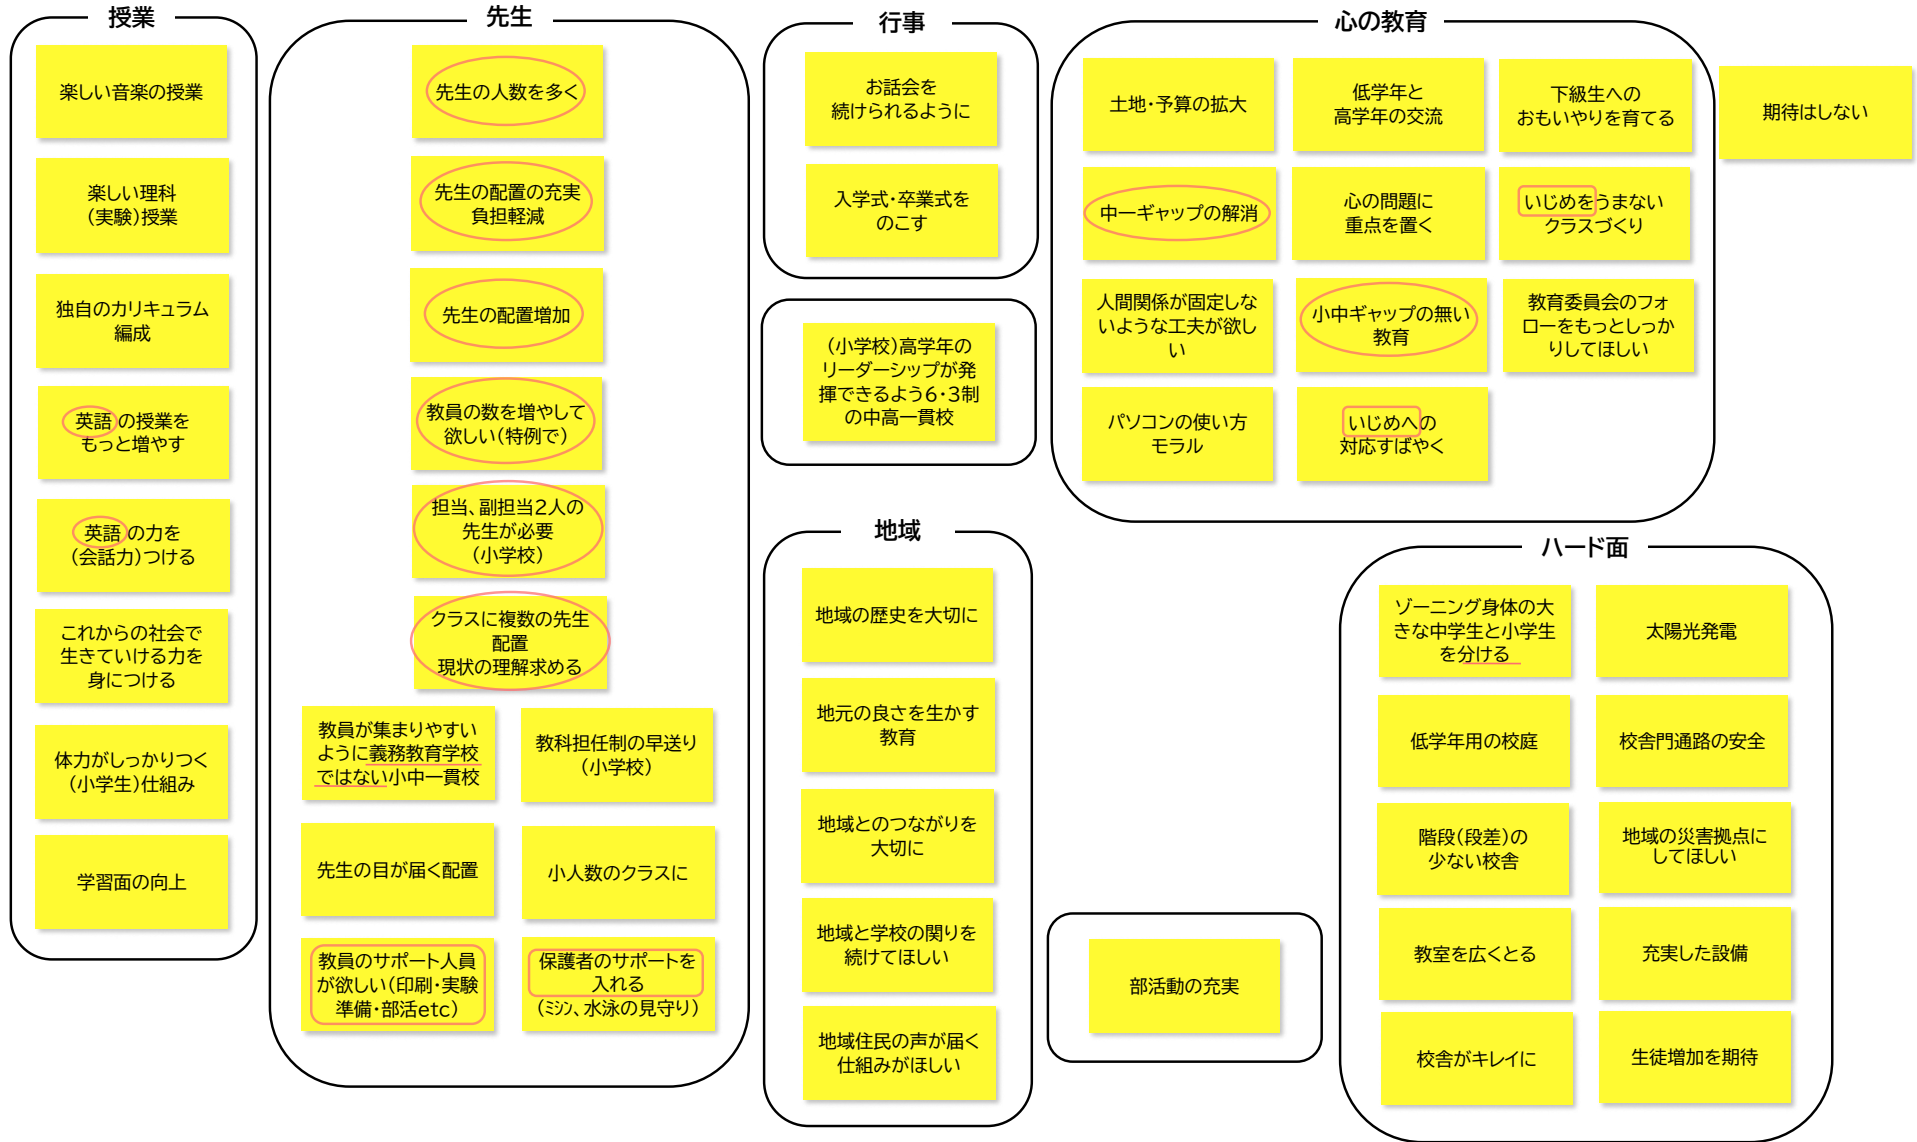 授業
楽しい音楽の授業
楽しい理科
(実験)授業
独自のカリキュラム
編成
英語の授業を
もっと増やす
英語の力を
(会話力)つける
これからの社会で
生きていける力を
身につける
体力がしっかりつく
(小学生)仕組み
学習面の向上
先生
先生の人数を多く
先生の配置の充実
負担軽減
先生の配置増加
教員の数を増やして
欲しい(特例で)
担当、副担当2人の
先生が必要
(小学校)
クラスに複数の先生
配置
現状の理解求める
教員が集まりやすい
ように義務教育学校
ではない小中一貫校
教科担任制の早送り
(小学校)
先生の目が届く配置
小人数のクラスに
教員のサポート人員
が欲しい(印刷・実験
準備・部活etc)
保護者のサポートを
入れる
(ミシン、水泳の見守り)
行事
お話会を
続けられるように
入学式・卒業式を
のこす
(小学校)高学年の
リーダーシップが発
揮できるよう6・3制
の中高一貫校
心の教育
土地・予算の拡大
低学年と
高学年の交流
下級生への
おもいやりを育てる
中一ギャップの解消
心の問題に
重点を置く
いじめをうまない
クラスづくり
人間関係が固定しな
いような工夫が欲し
い
小中ギャップの無い
教育
教育委員会のフォ
ローをもっとしっか
りしてほしい
パソコンの使い方
モラル
いじめへの
対応すばやく
期待はしない
地域
地域の歴史を大切に
地元の良さを生かす
教育
地域とのつながりを
大切に
地域と学校の関りを
続けてほしい
地域住民の声が届く
仕組みがほしい
部活動の充実
ハード面
ゾーニング身体の大
きな中学生と小学生
を分ける
太陽光発電
低学年用の校庭
校舎門通路の安全
階段(段差)の
少ない校舎
地域の災害拠点に
してほしい
教室を広くとる
充実した設備
校舎がキレイに
生徒増加を期待